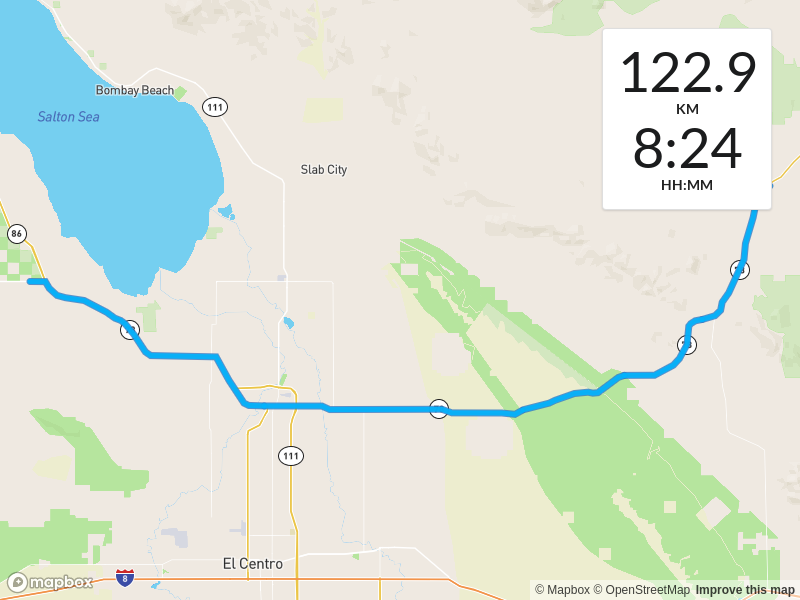 122.9
KM
8:24
HH:MM
Bombay Beach
111
Salton Sea
Slab City
86
111
El Centro
8
mapbox
© Mapbox © OpenStreetMap Improve this map